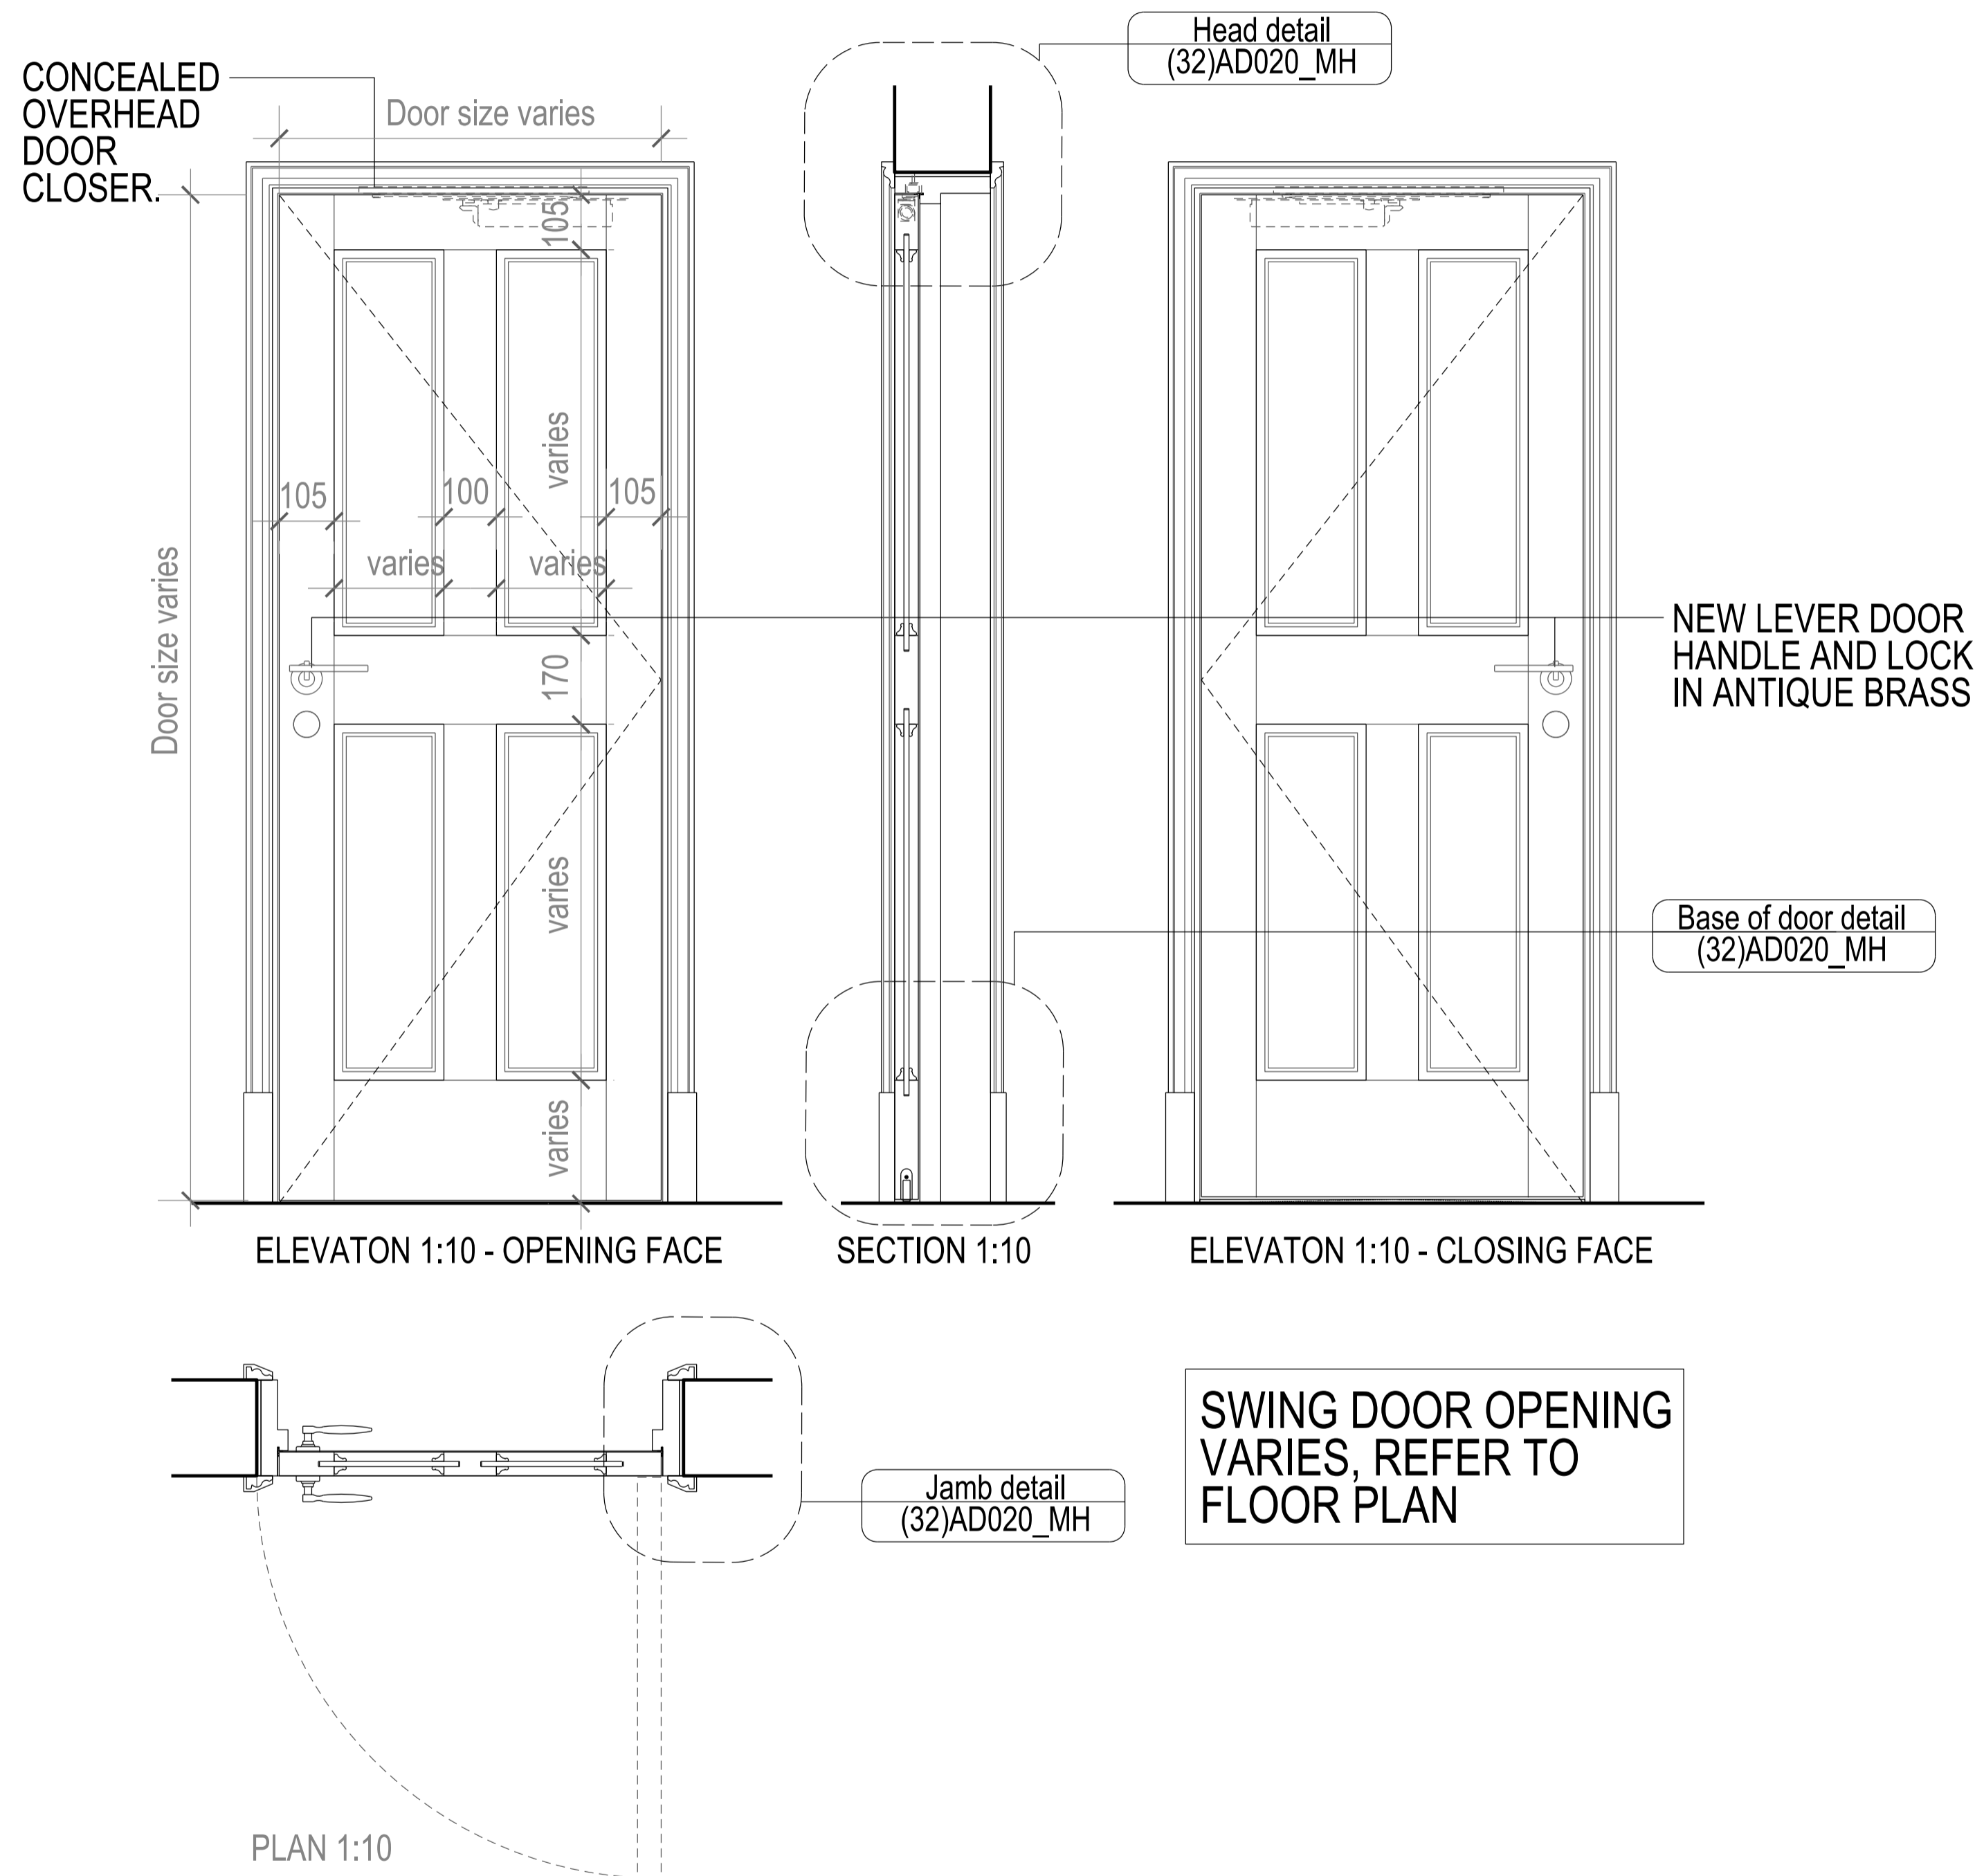 Head detail
(32)AD020_MH
CONCEALED
OVERHEAD
DOOR
CLOSER.
Door size varies
105
varies
105
100
105
varies
varies
Door size varies
170
NEW LEVER DOOR
HANDLE AND LOCK
IN ANTIQUE BRASS
varies
Base of door detail
(32)AD020_MH
varies
ELEVATON 1:10 - OPENING FACE
SECTION 1:10
ELEVATON 1:10 - CLOSING FACE
SWING DOOR OPENING
VARIES, REFER TO
FLOOR PLAN
Jamb detail
(32)AD020_MH
PLAN 1:10